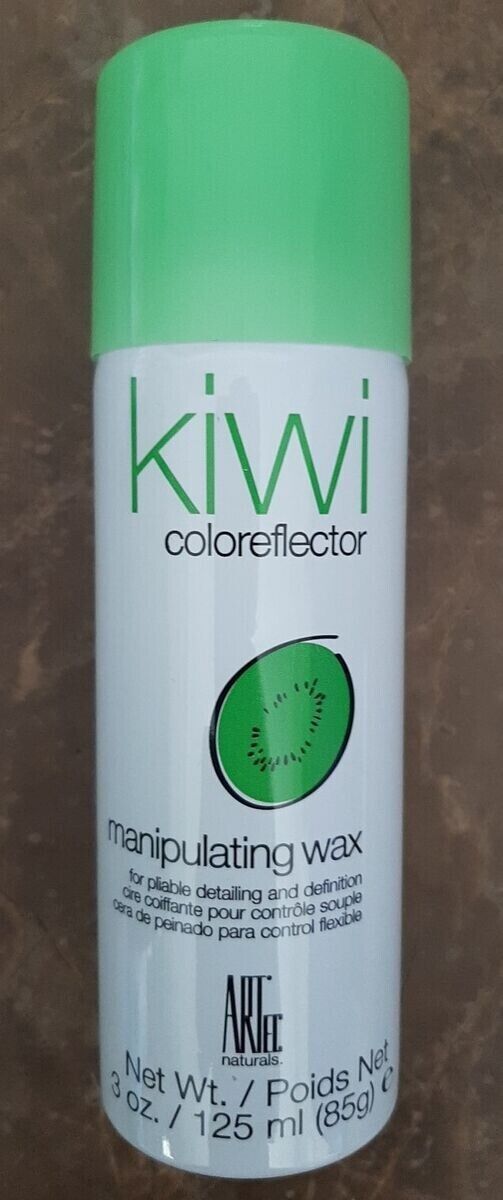 kiwi
coloreflector
manipulating wax
for pliable detailing and definition
cire coiffante pour contrôle souple
cera de peinado para control flexible
ARTec
naturals.
Net Wt. / Poids Net
3 oz. / 125 ml (85g) e